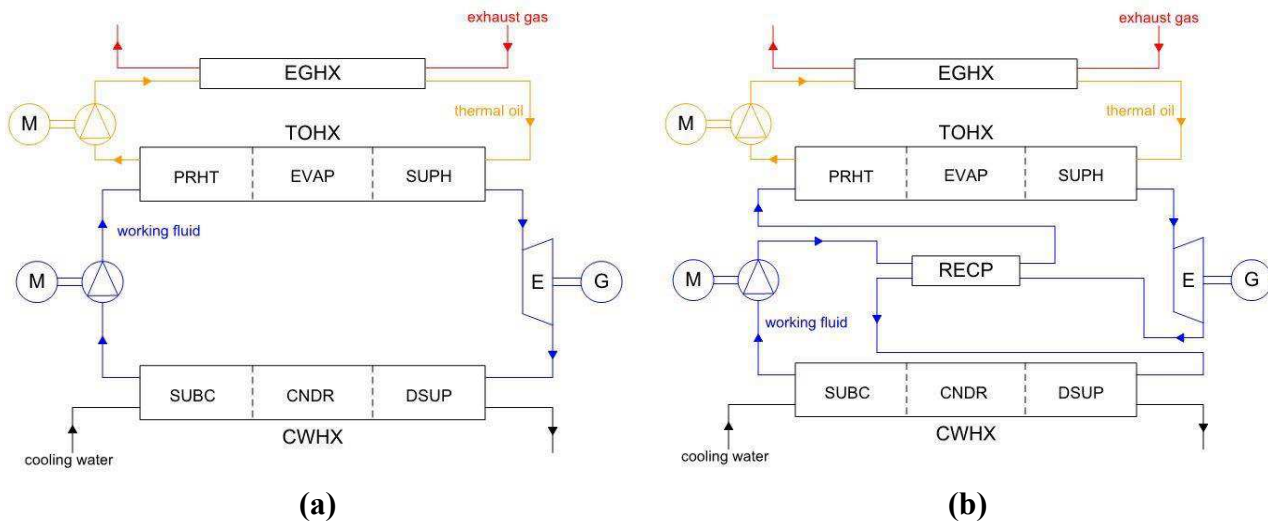 exhaust gas
EGHX
thermal oil
M
TOHX
PRHT EVAP SUPH
working fluid
M
E G
SUBC CNDR DSUP
CWHX
cooling water
(a)
exhaust gas
EGHX
thermal oil
M
TOHX
PRHT EVAP SUPH
RECP
M
E G
working fluid
SUBC CNDR DSUP
CWHX
cooling water
(b)